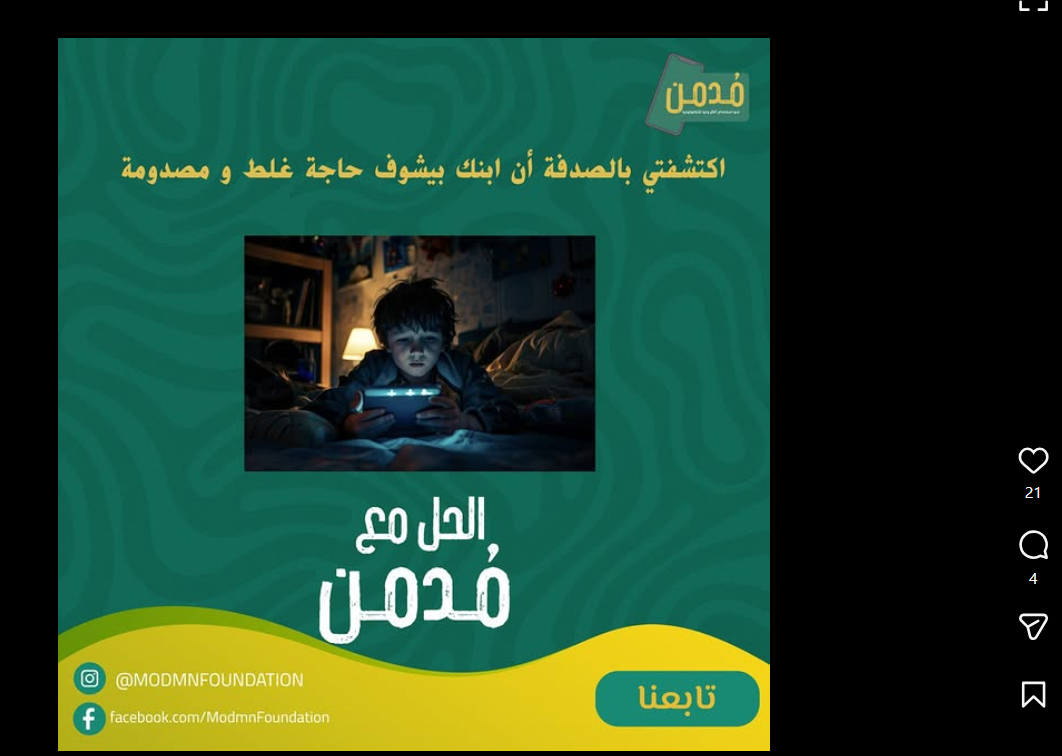 مُدمن
اكتشفتي بالصدفة أن ابنك بيشوف حاجة غلط و مصدومة
الحل مع
مُدمن
@MODMNFOUNDATION
facebook.com/ModmnFoundation
تابعنا
21
4